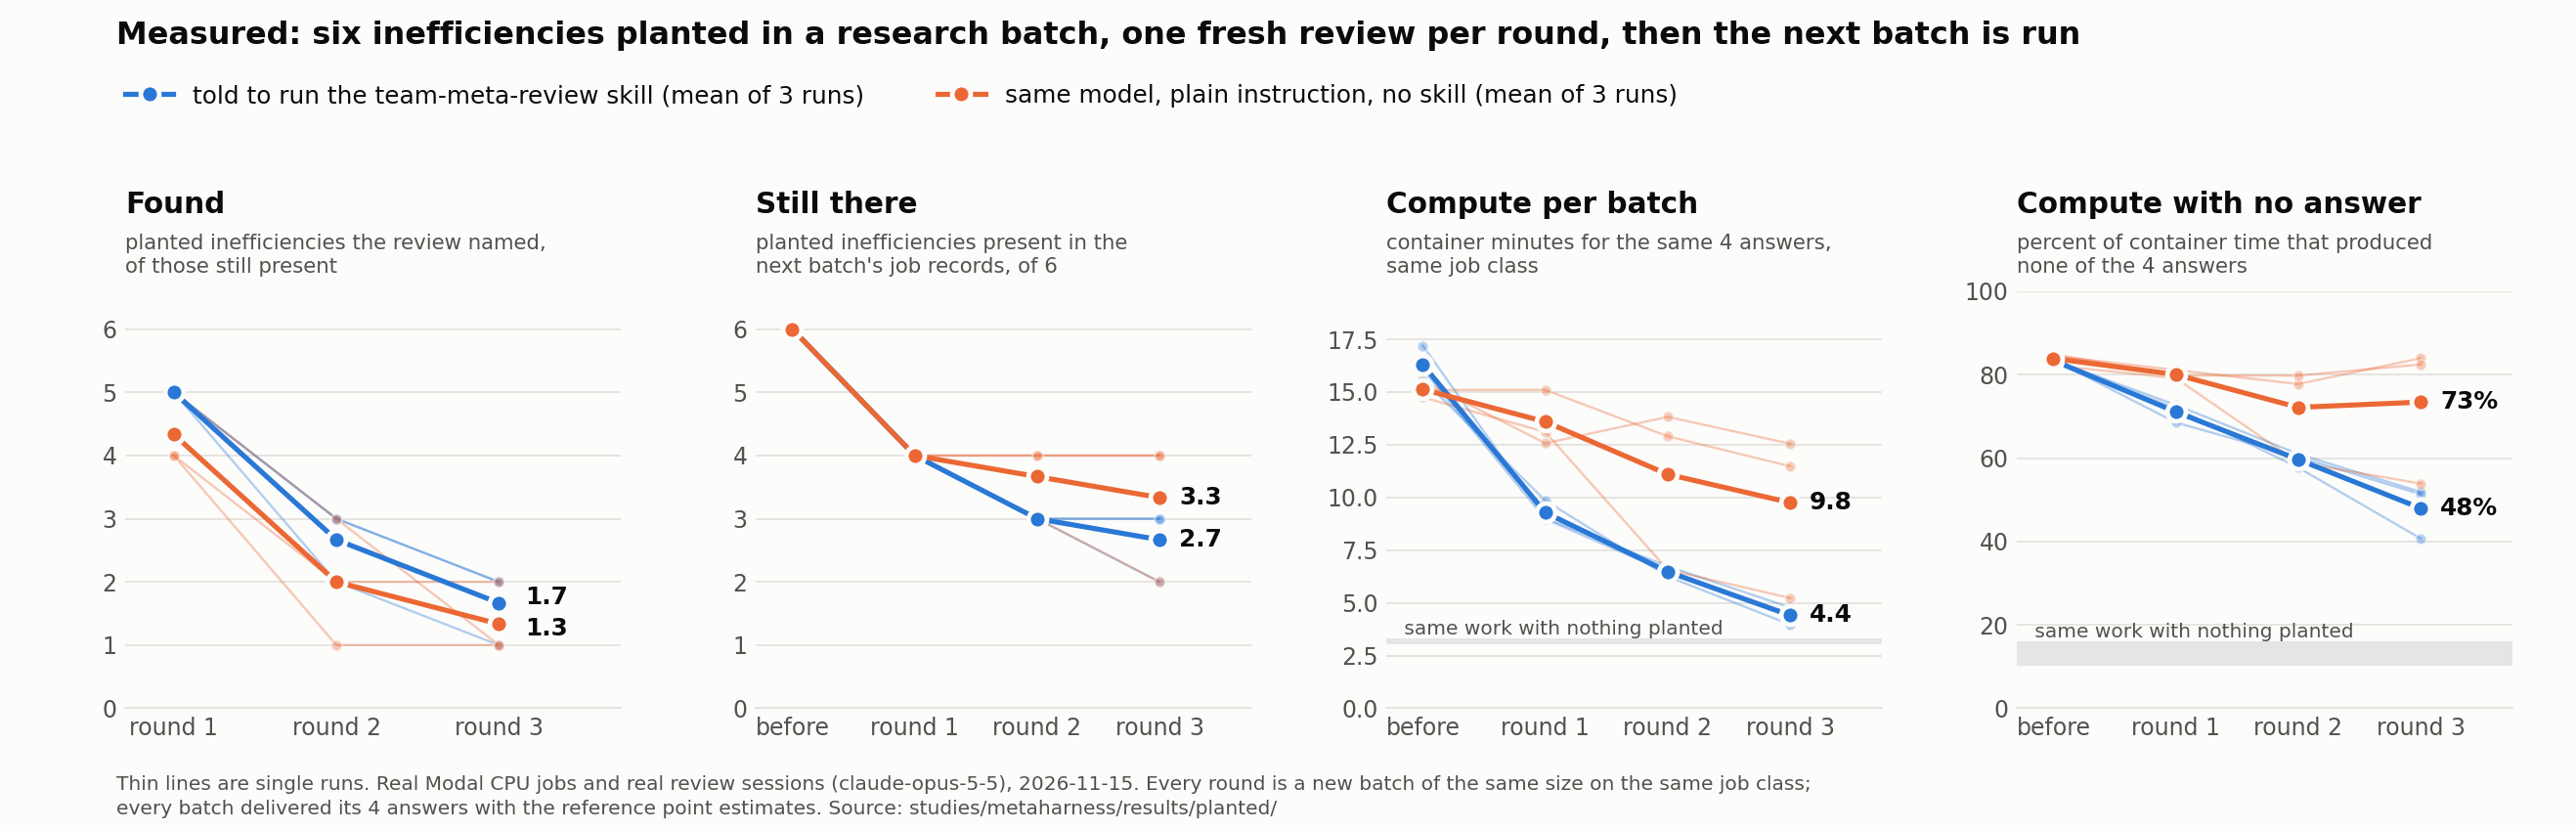 Measured: six inefficiencies planted in a research batch, one fresh review per round, then the next batch is run
told to run the team-meta-review skill (mean of 3 runs)
same model, plain instruction, no skill (mean of 3 runs)
Found
planted inefficiencies the review named,
of those still present
6
5
4
3
2
1
0
1.7
1.3
round 1
round 2
round 3
Still there
planted inefficiencies present in the
next batch's job records, of 6
6
5
4
3
2
1
0
3.3
2.7
before
round 1
round 2
round 3
Compute per batch
container minutes for the same 4 answers,
same job class
17.5
15.0
12.5
10.0
7.5
5.0
2.5
0.0
9.8
4.4
same work with nothing planted
before
round 1
round 2
round 3
Compute with no answer
percent of container time that produced
none of the 4 answers
100
80
60
40
20
0
73%
48%
same work with nothing planted
before
round 1
round 2
round 3
Thin lines are single runs. Real Modal CPU jobs and real review sessions (claude-opus-5-5), 2026-11-15. Every round is a new batch of the same size on the same job class;
every batch delivered its 4 answers with the reference point estimates. Source: studies/metaharness/results/planted/